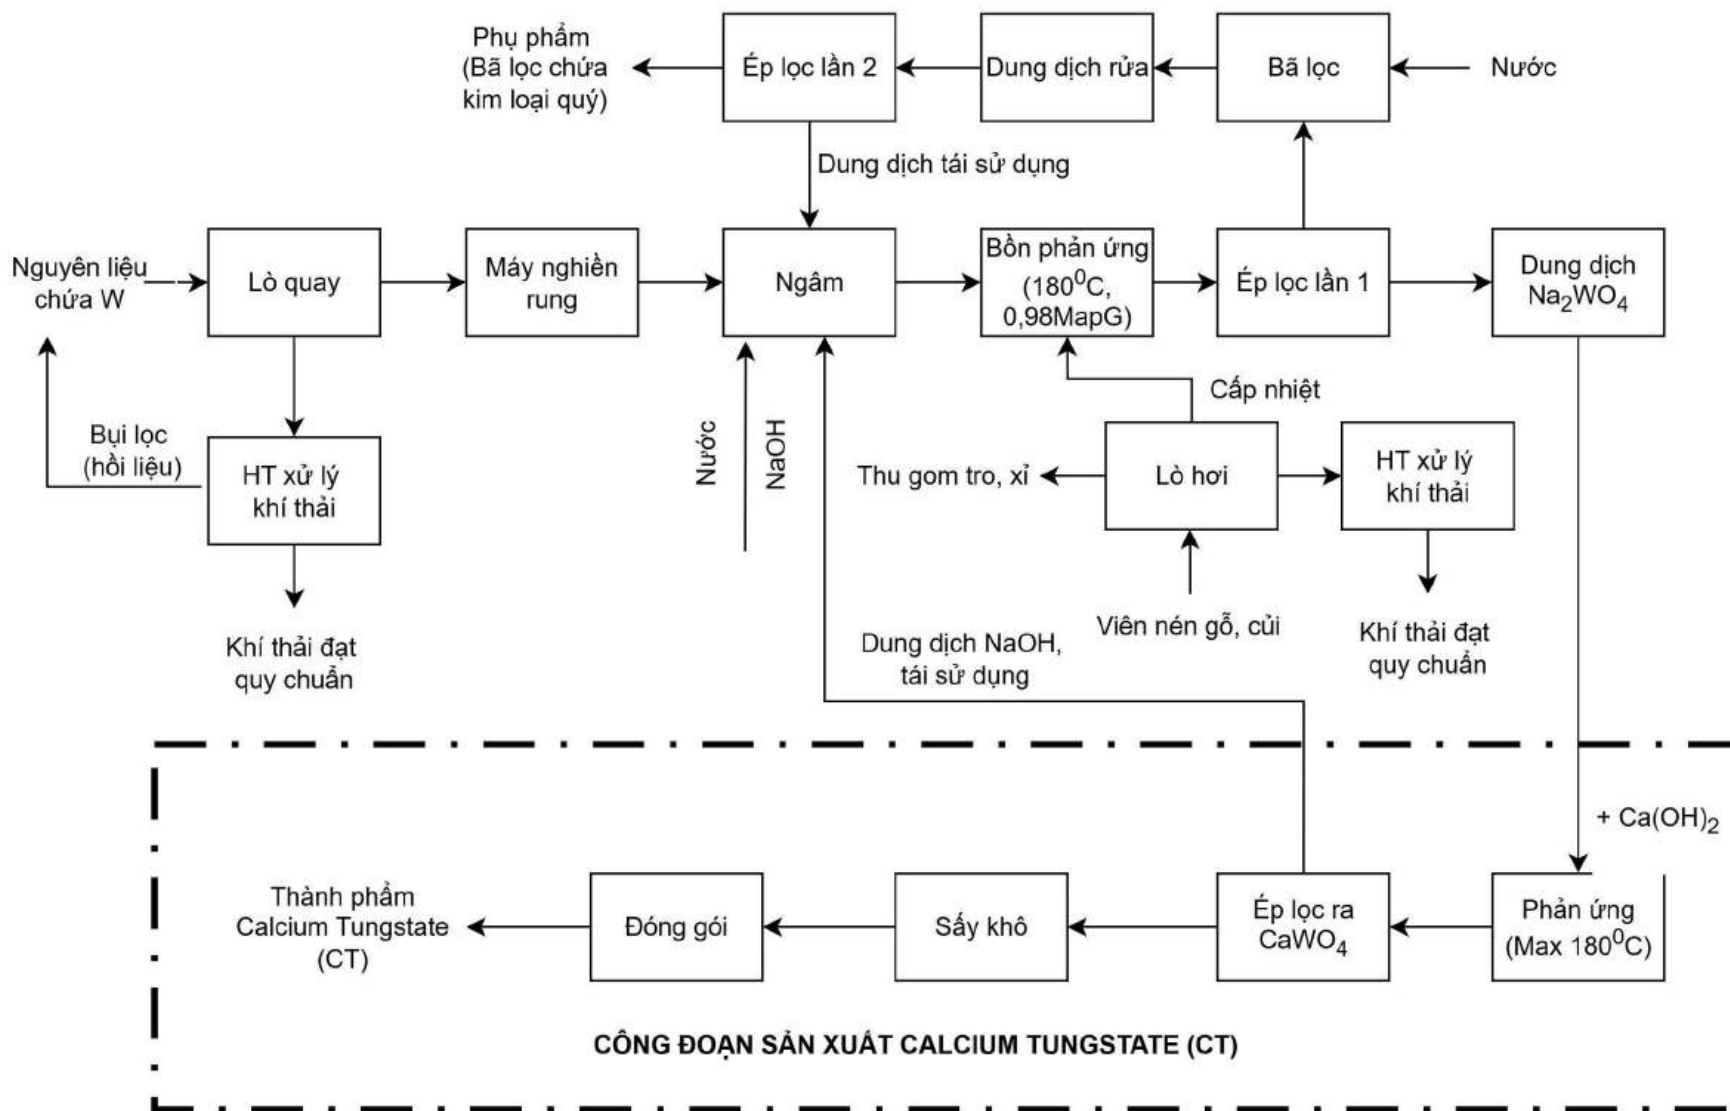 Phụ phẩm
(Bã lọc chứa
kim loại quý)
Ép lọc lần 2
Dung dịch rửa
Bã lọc
Nước
Dung dịch tái sử dụng
Nguyên liệu
chứa W
Lò quay
Máy nghiền
rung
Ngâm
Bồn phản ứng
(180⁰C,
0,98MapG)
Ép lọc lần 1
Dung dịch
Na₂WO₄
Cấp nhiệt
Bụi lọc
(hồi liệu)
HT xử lý
khí thải
Nước
NaOH
Thu gom tro, xỉ
Lò hơi
HT xử lý
khí thải
Khí thải đạt
quy chuẩn
Dung dịch NaOH,
tái sử dụng
Viên nén gỗ, củi
Khí thải đạt
quy chuẩn
+ Ca(OH)₂
Thành phẩm
Calcium Tungstate
(CT)
Đóng gói
Sấy khô
Ép lọc ra
CaWO₄
Phản ứng
(Max 180⁰C)
CÔNG ĐOẠN SẢN XUẤT CALCIUM TUNGSTATE (CT)